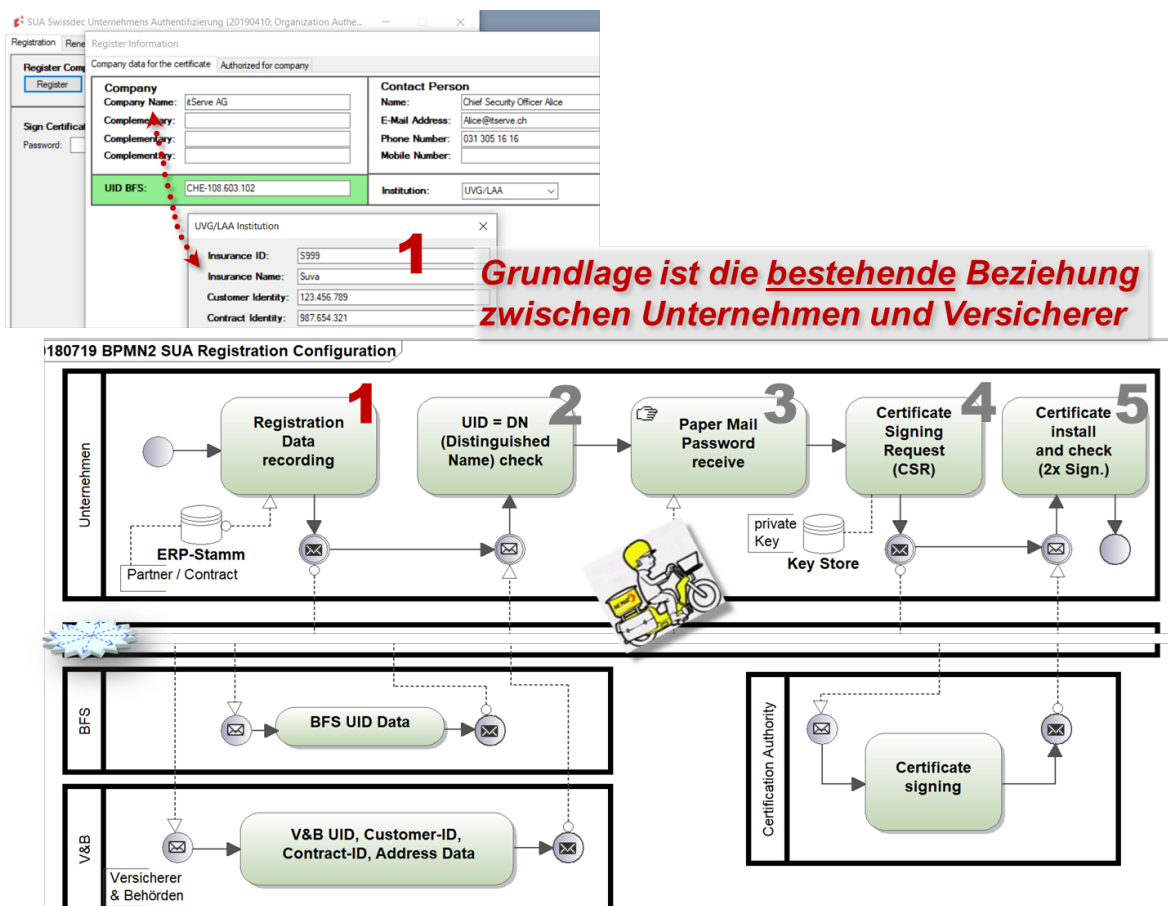 SUA Swissdec Unternehmens Authentifizierung (20190410; Organization Authe...
Registration
Register Information
Company data for the certificate
Authorized for company
Register
Company
Contact Person
Company Name:
itServe AG
Name:
Chief Security Officer Alice
Complementary:
E-Mail Address:
Alice@itserve.ch
Complementary:
Phone Number:
031 305 16 16
Complementary:
Mobile Number:
Password:
UID BFS:
CHE-108.603.102
Institution:
UVG/LAA
UVG/LAA Institution
Insurance ID:
S999
Insurance Name:
Suva
Customer Identity:
123.456.789
Contract Identity:
987.654.321
1
Grundlage ist die bestehende Beziehung
zwischen Unternehmen und Versicherer
180719 BPMN2 SUA Registration Configuration
Unternehmen
1
Registration
Data
recording
2
UID = DN
(Distinguished
Name) check
3
Paper Mail
Password
receive
4
Certificate
Signing
Request
(CSR)
5
Certificate
install
and check
(2x Sign.)
ERP-Stamm
Partner / Contract
private
Key
Key Store
BFS
BFS UID Data
V&B
V&B UID, Customer-ID,
Contract-ID, Address Data
Versicherer
& Behörden
Certification Authority
Certificate
signing